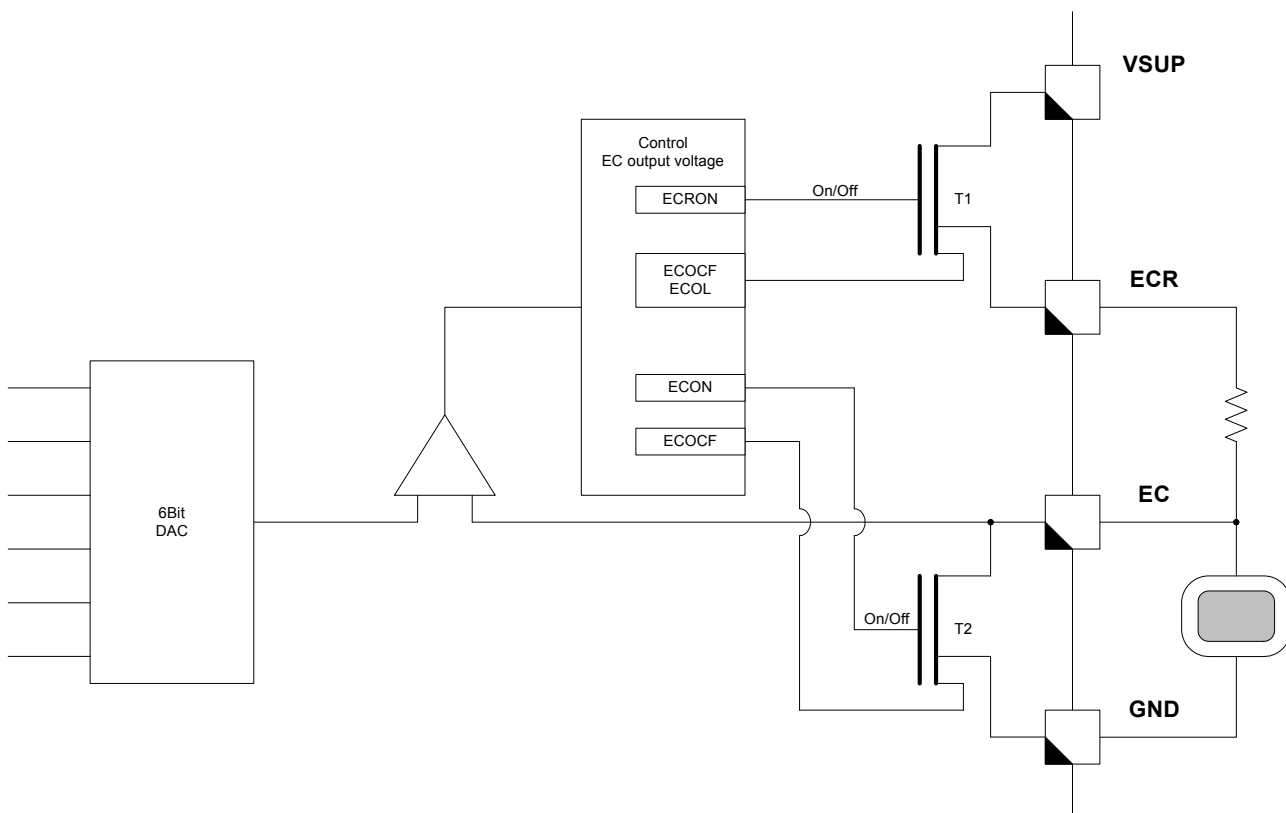 VSUP
Control
EC output voltage
ECRON
On/Off
T1
ECOCF
ECOL
ECR
ECON
ECOCF
EC
6Bit
DAC
On/Off
T2
GND